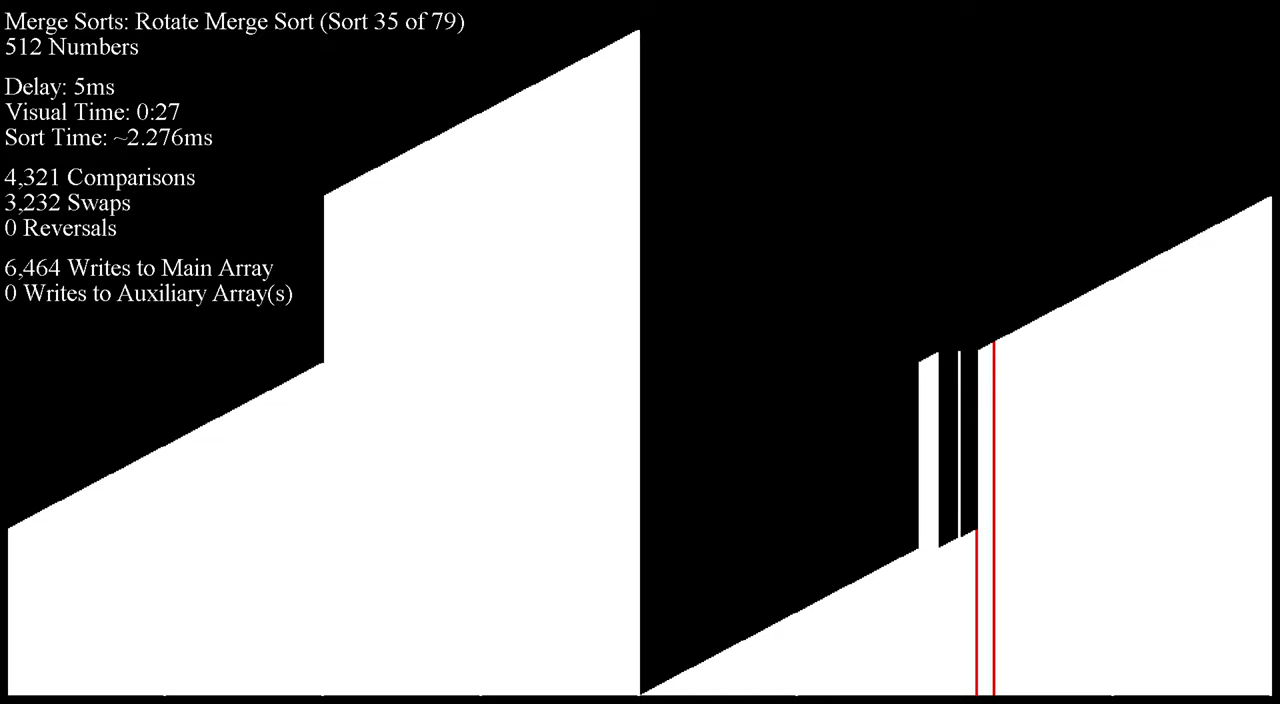 Merge Sorts: Rotate Merge Sort (Sort 35 of 79)
512 Numbers
Delay: 5ms
Visual Time: 0:27
Sort Time: ~2.276ms
4,321 Comparisons
3,232 Swaps
0 Reversals
6,464 Writes to Main Array
0 Writes to Auxiliary Array(s)